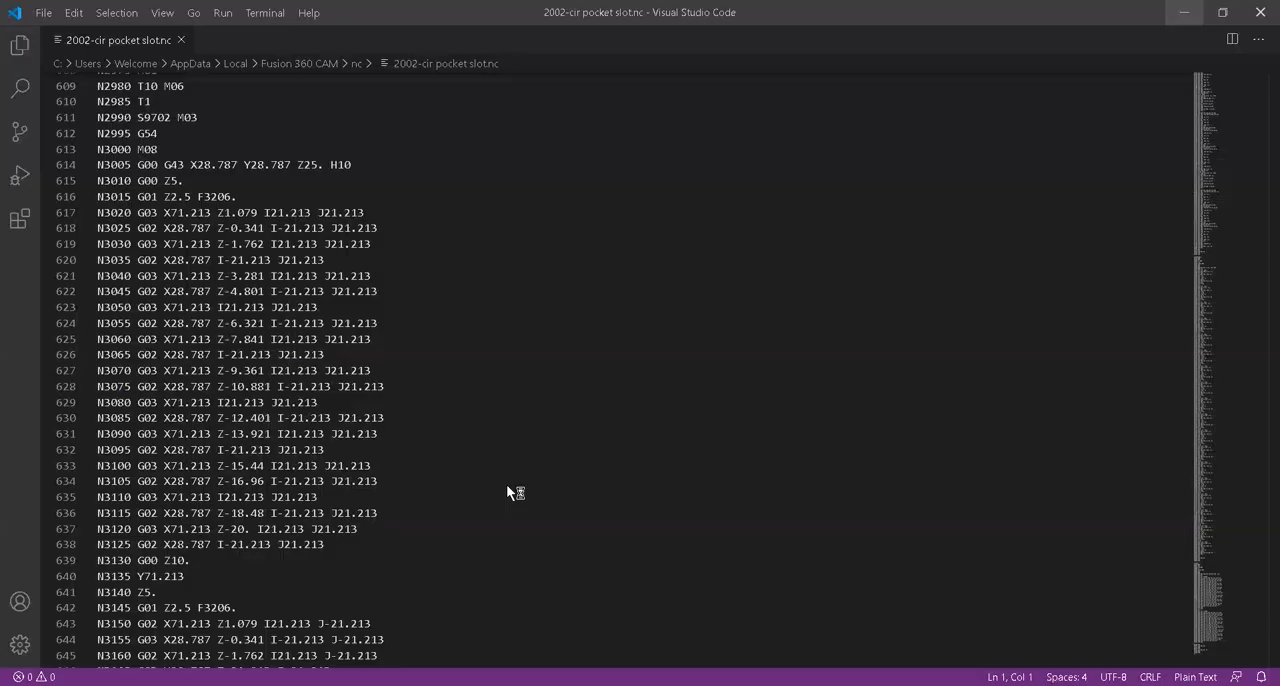 File Edit Selection View Go Run Terminal Help 2002-cir pocket slot.nc - Visual Studio Code
2002-cir pocket slot.nc
C: > Users > Welcome > AppData > Local > Fusion 360 CAM > nc > 2002-cir pocket slot.nc
609 N2980 T10 M06
610 N2985 T1
611 N2990 S9702 M03
612 N2995 G54
613 N3000 M08
614 N3005 G00 G43 X28.787 Y28.787 Z25. H10
615 N3010 G00 Z5.
616 N3015 G01 Z2.5 F3206.
617 N3020 G03 X71.213 Z1.079 I21.213 J21.213
618 N3025 G02 X28.787 Z-0.341 I-21.213 J21.213
619 N3030 G03 X71.213 Z-1.762 I21.213 J21.213
620 N3035 G02 X28.787 I-21.213 J21.213
621 N3040 G03 X71.213 Z-3.281 I21.213 J21.213
622 N3045 G02 X28.787 Z-4.801 I-21.213 J21.213
623 N3050 G03 X71.213 I21.213 J21.213
624 N3055 G02 X28.787 Z-6.321 I-21.213 J21.213
625 N3060 G03 X71.213 Z-7.841 I21.213 J21.213
626 N3065 G02 X28.787 I-21.213 J21.213
627 N3070 G03 X71.213 Z-9.361 I21.213 J21.213
628 N3075 G02 X28.787 Z-10.881 I-21.213 J21.213
629 N3080 G03 X71.213 I21.213 J21.213
630 N3085 G02 X28.787 Z-12.401 I-21.213 J21.213
631 N3090 G03 X71.213 Z-13.921 I21.213 J21.213
632 N3095 G02 X28.787 I-21.213 J21.213
633 N3100 G03 X71.213 Z-15.44 I21.213 J21.213
634 N3105 G02 X28.787 Z-16.96 I-21.213 J21.213
635 N3110 G03 X71.213 I21.213 J21.213
636 N3115 G02 X28.787 Z-18.48 I-21.213 J21.213
637 N3120 G03 X71.213 Z-20. I21.213 J21.213
638 N3125 G02 X28.787 I-21.213 J21.213
639 N3130 G00 Z10.
640 N3135 Y71.213
641 N3140 Z5.
642 N3145 G01 Z2.5 F3206.
643 N3150 G02 X71.213 Z1.079 I21.213 J-21.213
644 N3155 G03 X28.787 Z-0.341 I-21.213 J-21.213
645 N3160 G02 X71.213 Z-1.762 I21.213 J-21.213
0 0 Ln 1, Col 1 Spaces: 4 UTF-8 CRLF Plain Text